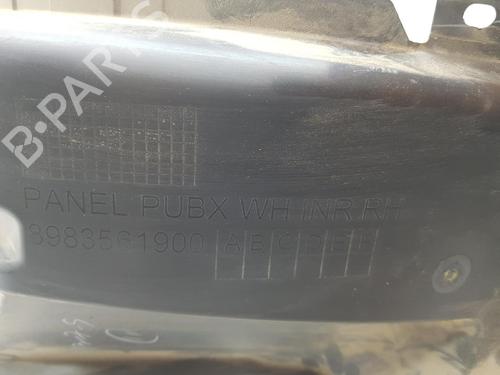 B-PARTS
PANEL PUBX WH INR RH
8983561900 A B C D E F